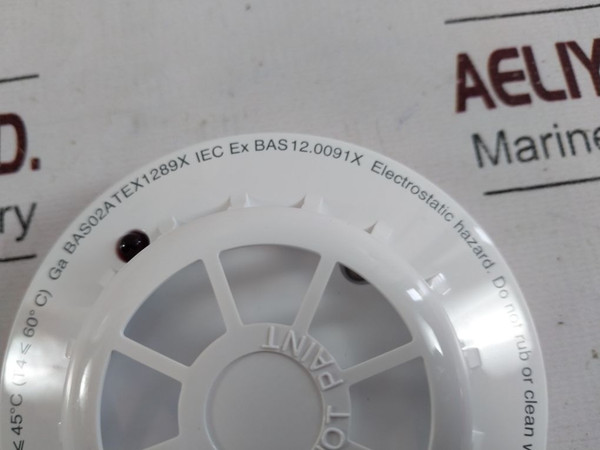 AELIY
Marine
D.
ry
≤ 45°C (T4 ≤ 60°C) Ga BAS02ATEX1289X IEC Ex BAS12.0091X Electrostatic hazard. Do not rub or clean w
OT PAINT